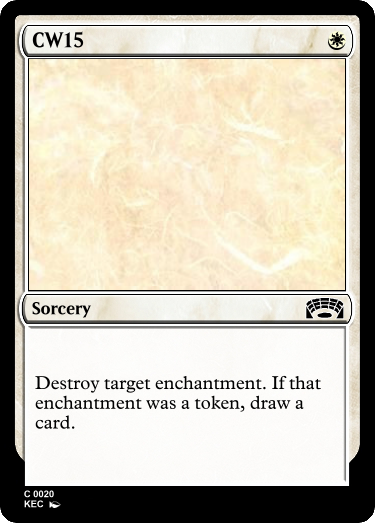 CW15
Sorcery
Destroy target enchantment. If that
enchantment was a token, draw a
card.
C 0020
KEC